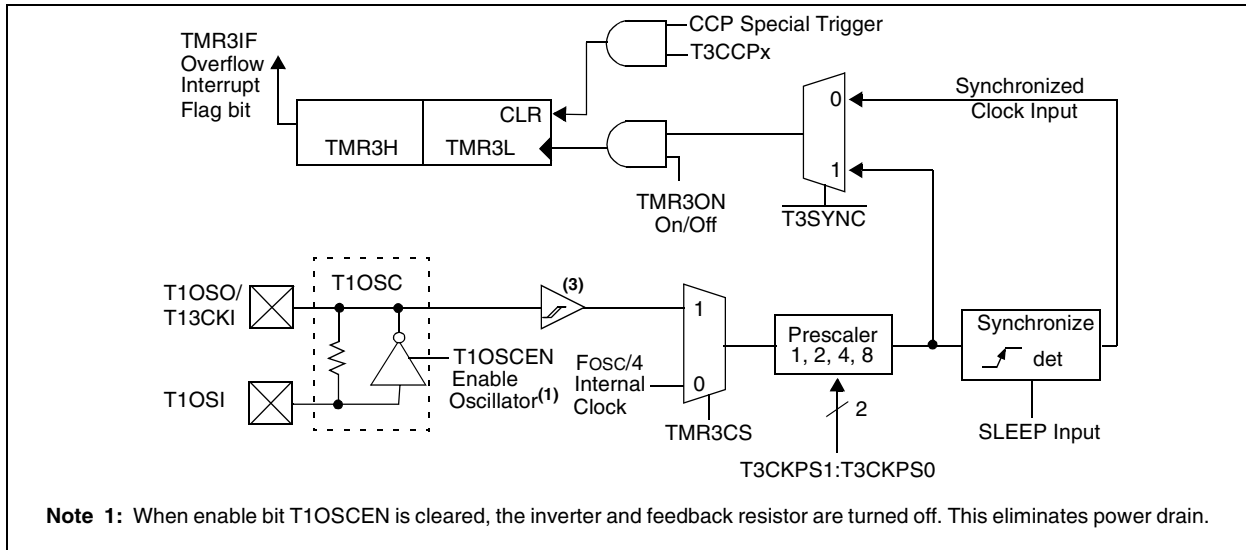 CCP Special Trigger
T3CCPx
TMR3IF
Overflow
Interrupt
Flag bit
CLR
TMR3H
TMR3L
TMR3ON
On/Off
0
1
T3SYNC
Synchronized
Clock Input
T1OSO/
T13CKI
T1OSI
T1OSC
T1OSCEN
Enable
Oscillator(1)
(3)
FOSC/4
Internal
Clock
1
0
TMR3CS
Prescaler
1, 2, 4, 8
2
T3CKPS1:T3CKPS0
Synchronize
det
SLEEP Input
Note 1: When enable bit T1OSCEN is cleared, the inverter and feedback resistor are turned off. This eliminates power drain.